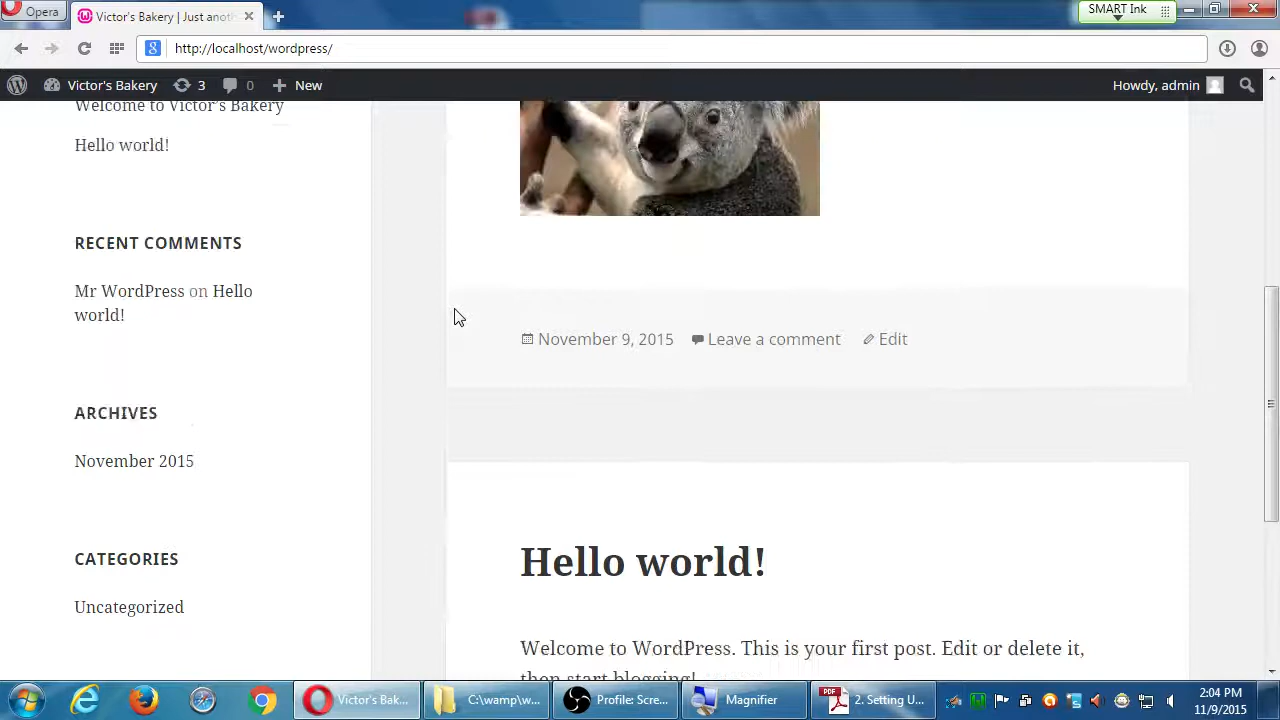 Opera
Victor's Bakery | Just anoth
SMART Ink
http://localhost/wordpress/
Victor's Bakery
3
0
New
Howdy, admin
Welcome to Victor's Bakery
Hello world!
RECENT COMMENTS
Mr WordPress on Hello
world!
ARCHIVES
November 2015
CATEGORIES
Uncategorized
November 9, 2015
Leave a comment
Edit
Hello world!
Welcome to WordPress. This is your first post. Edit or delete it,
then start blogging!
Victor's Bak...
C:\wamp\w...
Profile: Scre...
Magnifier
PDF
2. Setting U...
2:04 PM
11/9/2015